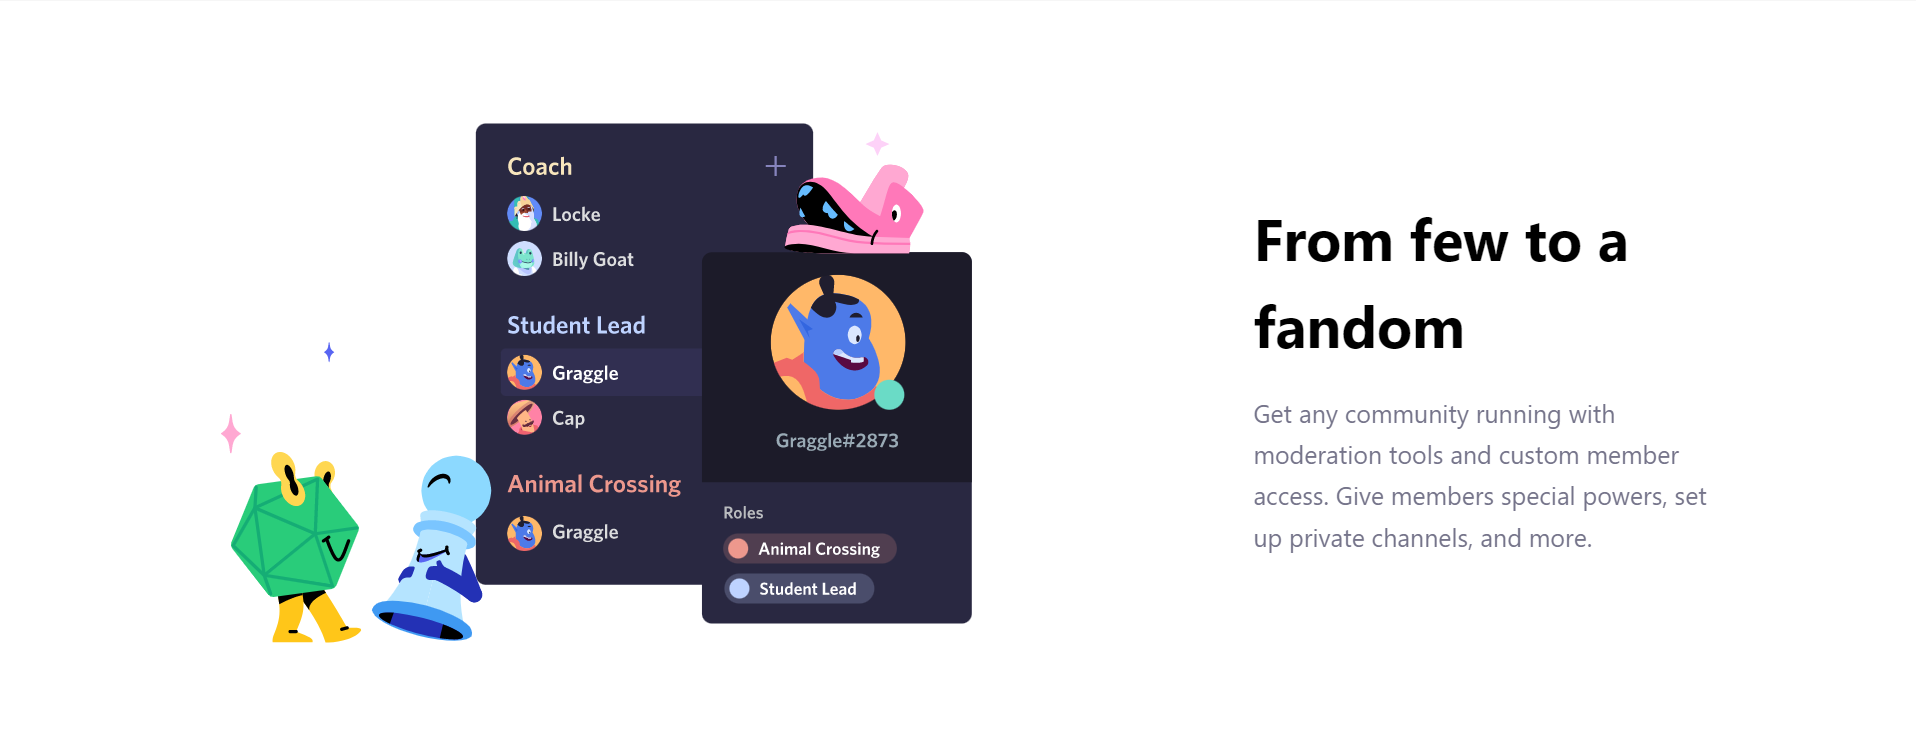 Coach
Locke
Billy Goat
Student Lead
Graggle
Cap
Animal Crossing
Graggle
Graggle#2873
Roles
Animal Crossing
Student Lead
From few to a
fandom
Get any community running with
moderation tools and custom member
access. Give members special powers, set
up private channels, and more.